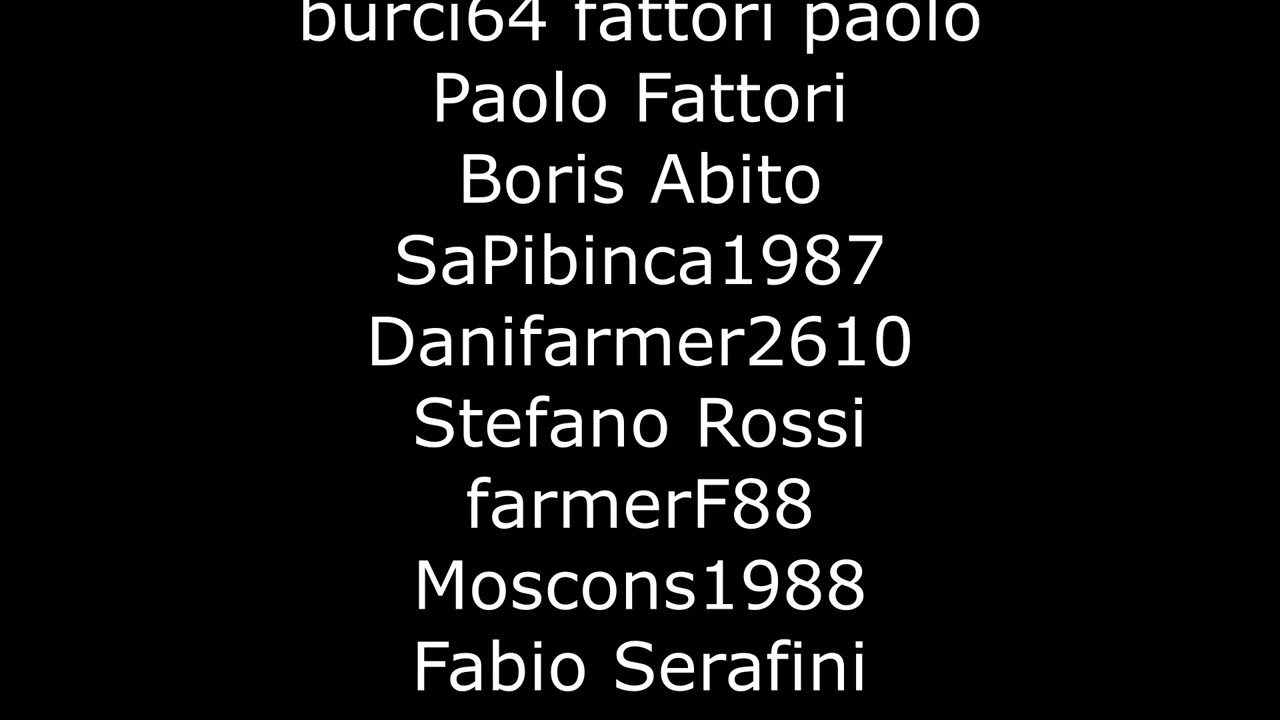 burci64 fattori paolo
Paolo Fattori
Boris Abito
SaPibinca1987
Danifarmer2610
Stefano Rossi
farmerF88
Moscons1988
Fabio Serafini